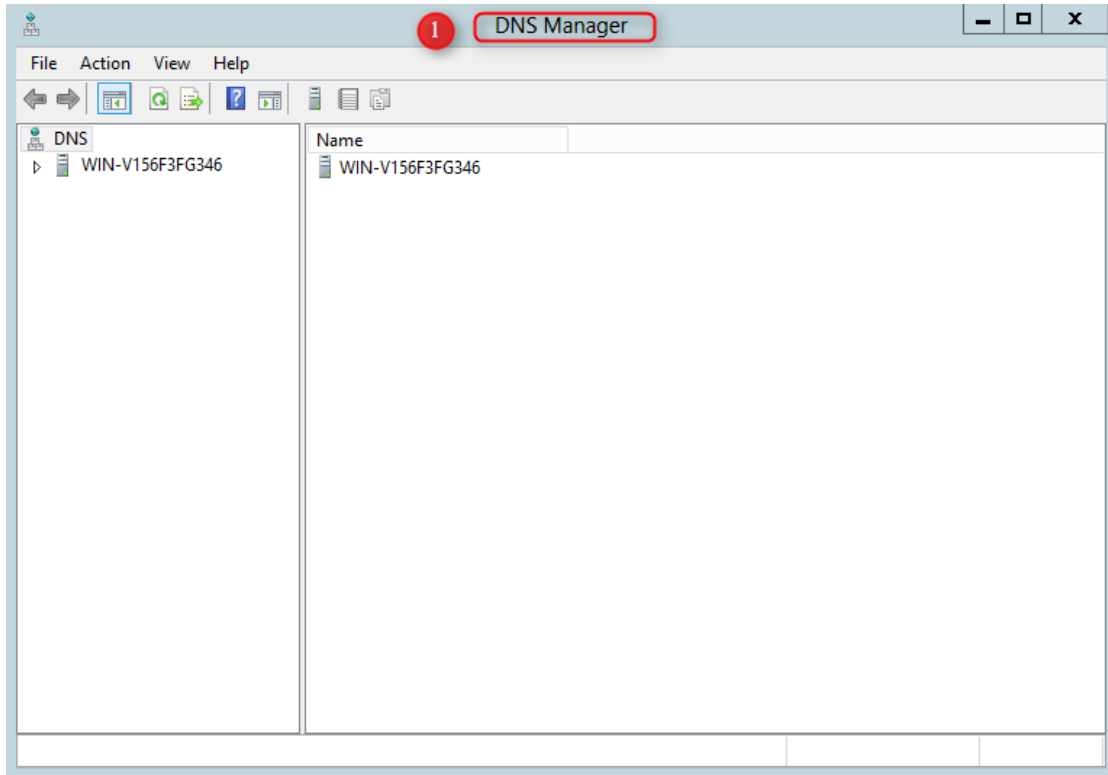 1 DNS Manager
File Action View Help
DNS
WIN-V156F3FG346
Name
WIN-V156F3FG346